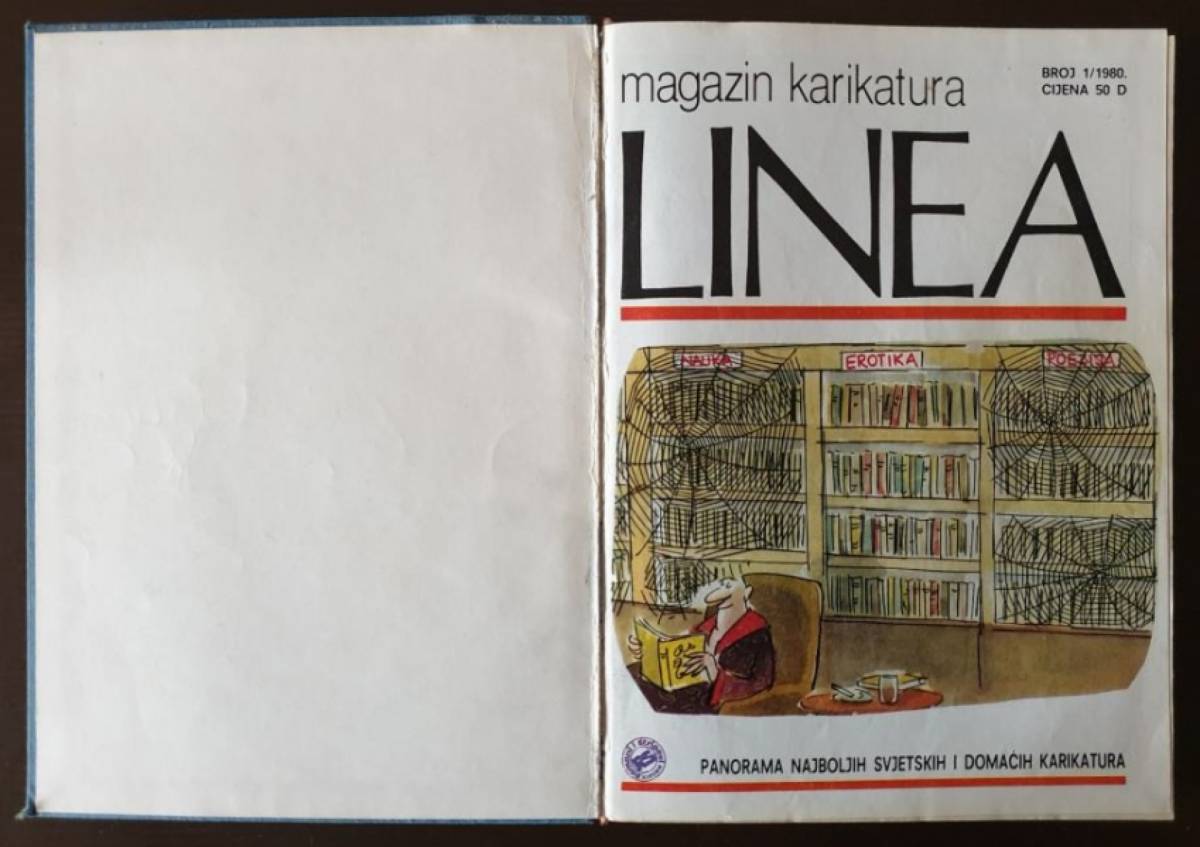 magazin karikatura
BROJ 1/1980.
CIJENA 50 D
LINEA
NAUKA
EROTIKA
POEZIJA
PANORAMA NAJBOLJIH SVJETSKIH I DOMAĆIH KARIKATURA